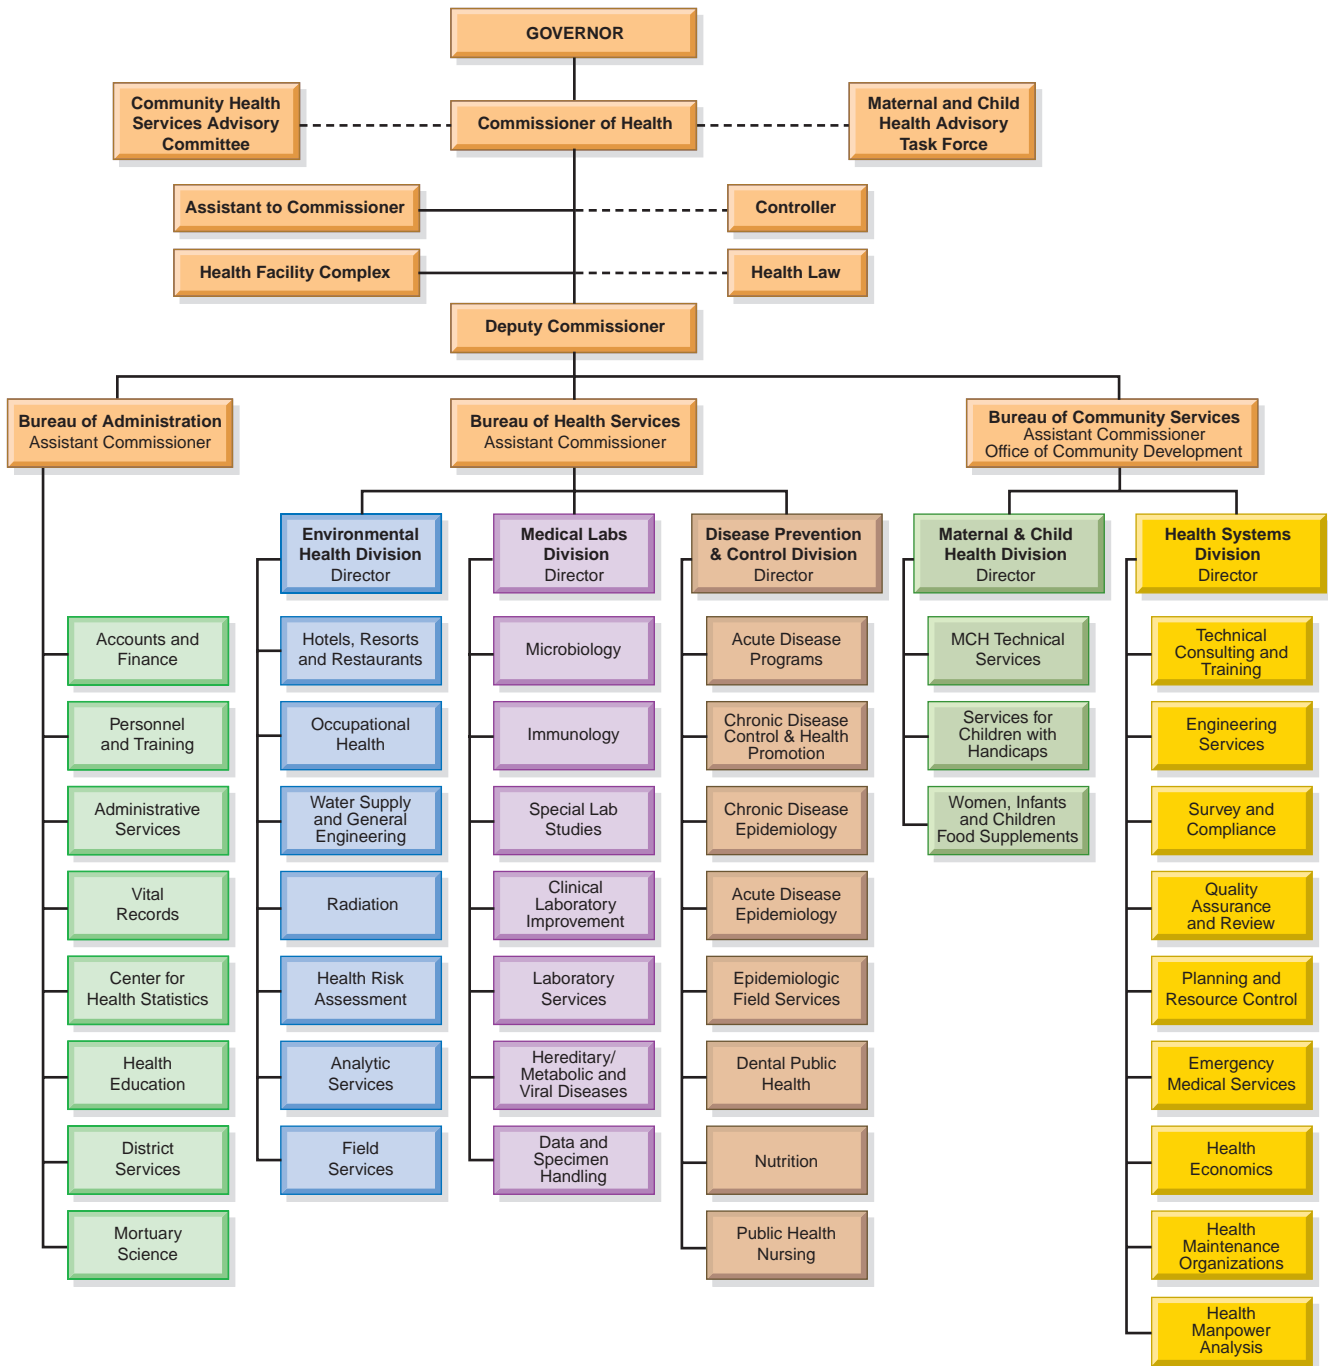 GOVERNOR
Community Health
Services Advisory
Committee
Commissioner of Health
Maternal and Child
Health Advisory
Task Force
Assistant to Commissioner
Controller
Health Facility Complex
Health Law
Deputy Commissioner
Bureau of Administration
Assistant Commissioner
Bureau of Health Services
Assistant Commissioner
Bureau of Community Services
Assistant Commissioner
Office of Community Development
Environmental
Health Division
Director
Medical Labs
Division
Director
Disease Prevention
& Control Division
Director
Maternal & Child
Health Division
Director
Health Systems
Division
Director
Accounts and
Finance
Personnel
and Training
Administrative
Services
Vital
Records
Center for
Health Statistics
Health
Education
District
Services
Mortuary
Science
Hotels, Resorts
and Restaurants
Occupational
Health
Water Supply
and General
Engineering
Radiation
Health Risk
Assessment
Analytic
Services
Field
Services
Microbiology
Immunology
Special Lab
Studies
Clinical
Laboratory
Improvement
Laboratory
Services
Hereditary/
Metabolic and
Viral Diseases
Data and
Specimen
Handling
Acute Disease
Programs
Chronic Disease
Control & Health
Promotion
Chronic Disease
Epidemiology
Acute Disease
Epidemiology
Epidemiologic
Field Services
Dental Public
Health
Nutrition
Public Health
Nursing
MCH Technical
Services
Services for
Children with
Handicaps
Women, Infants
and Children
Food Supplements
Technical
Consulting and
Training
Engineering
Services
Survey and
Compliance
Quality
Assurance
and Review
Planning and
Resource Control
Emergency
Medical Services
Health
Economics
Health
Maintenance
Organizations
Health
Manpower
Analysis